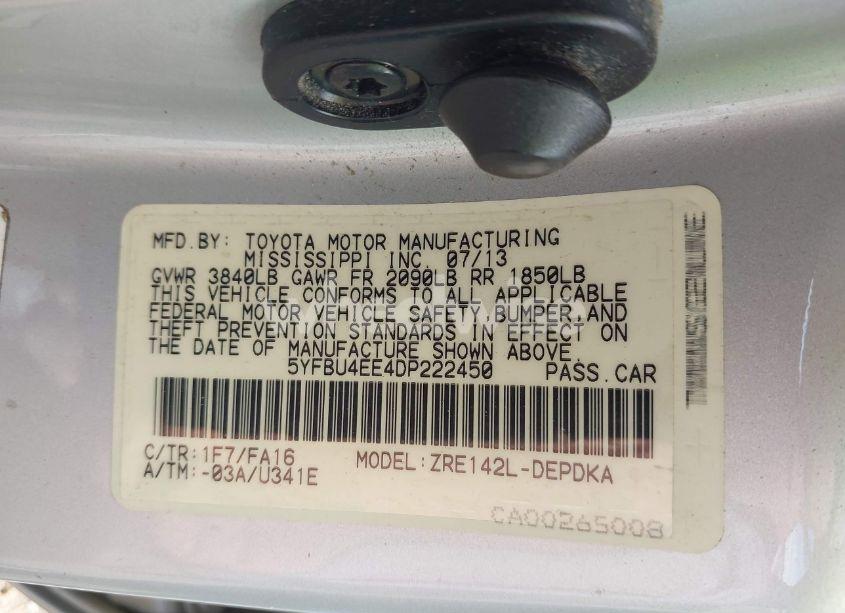 MFD.BY: TOYOTA MOTOR MANUFACTURING
MISSISSIPPI INC. 07/13
GVWR 3840LB GAWR FR 2090LB RR 1850LB
THIS VEHICLE CONFORMS TO ALL APPLICABLE
FEDERAL MOTOR VEHICLE SAFETY,BUMPER,AND
THEFT PREVENTION STANDARDS IN EFFECT ON
THE DATE OF MANUFACTURE SHOWN ABOVE.
5YFBU4EE4DP222450 PASS.CAR
C/TR:1F7/FA16 MODEL:ZRE142L-DEPDKA
A/TM:-03A/U341E
CA00265008